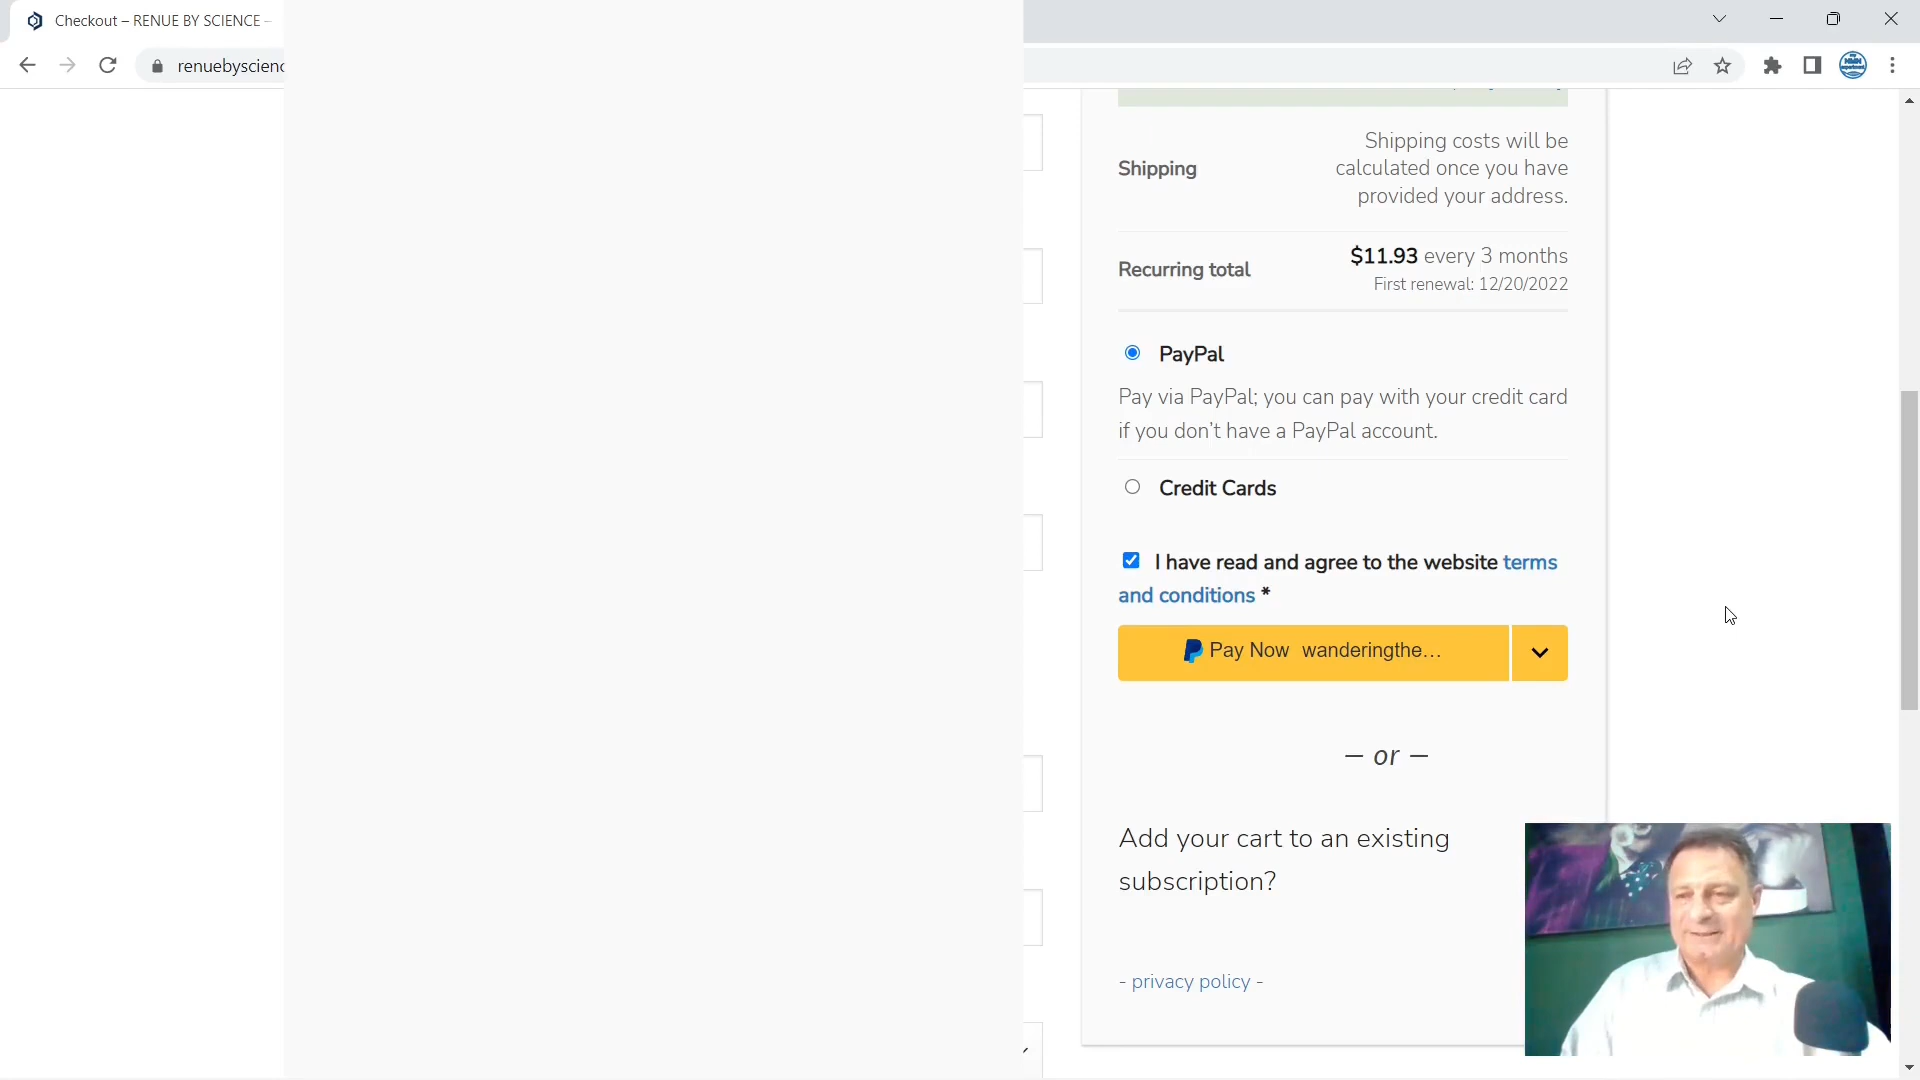 Checkout – RENUE BY SCIENCE –
renuebyscienc
Shipping
Shipping costs will be
calculated once you have
provided your address.
Recurring total
$11.93 every 3 months
First renewal: 12/20/2022
PayPal
Pay via PayPal; you can pay with your credit card
if you don't have a PayPal account.
Credit Cards
I have read and agree to the website terms
and conditions *
Pay Now wanderingthe...
— or —
Add your cart to an existing
subscription?
- privacy policy -